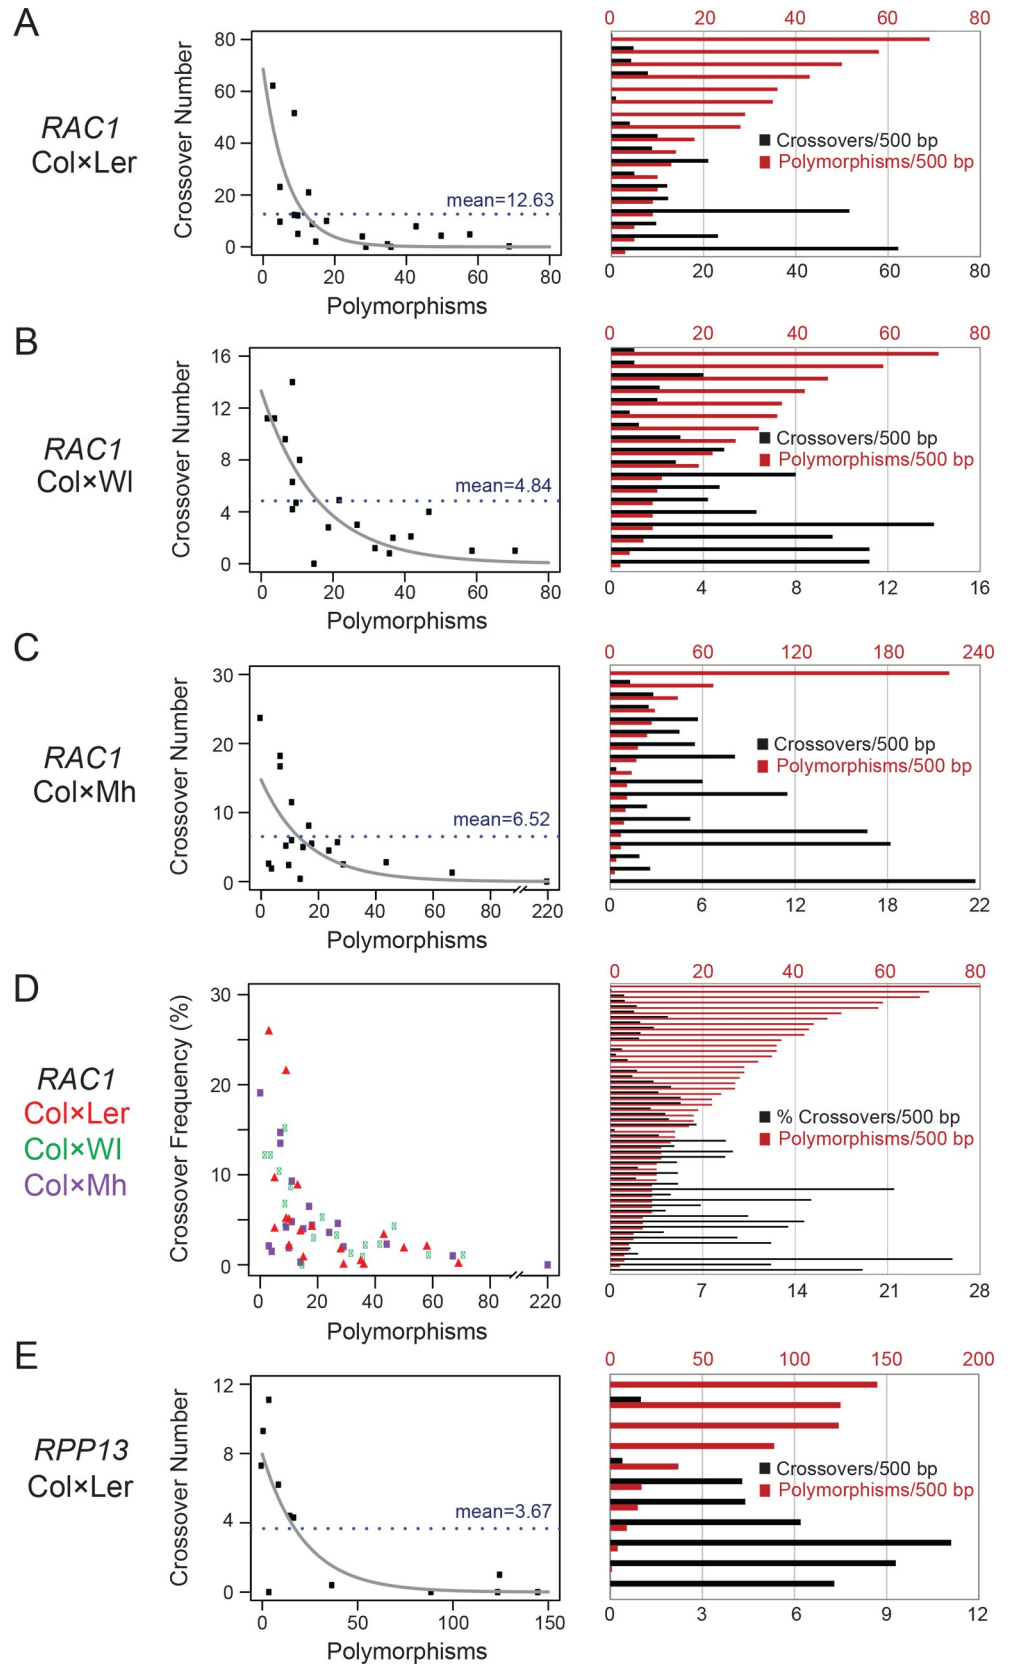 A
RAC1
Col×Ler
Crossover Number
80
60
40
20
0
mean=12.63
0 20 40 60 80
Polymorphisms
0 20 40 60 80
Crossovers/500 bp
Polymorphisms/500 bp
0 20 40 60 80
B
RAC1
Col×Wl
Crossover Number
16
12
8
4
0
mean=4.84
0 20 40 60 80
Polymorphisms
0 20 40 60 80
Crossovers/500 bp
Polymorphisms/500 bp
0 4 8 12 16
C
RAC1
Col×Mh
Crossover Number
30
20
10
0
mean=6.52
0 20 40 60 80 220
Polymorphisms
0 60 120 180 240
Crossovers/500 bp
Polymorphisms/500 bp
0 6 12 18 22
D
RAC1
Col×Ler
Col×Wl
Col×Mh
Crossover Frequency (%)
30
20
10
0
0 20 40 60 80 220
Polymorphisms
0 20 40 60 80
% Crossovers/500 bp
Polymorphisms/500 bp
0 7 14 21 28
E
RPP13
Col×Ler
Crossover Number
12
8
4
0
mean=3.67
0 50 100 150
Polymorphisms
0 50 100 150 200
Crossovers/500 bp
Polymorphisms/500 bp
0 3 6 9 12